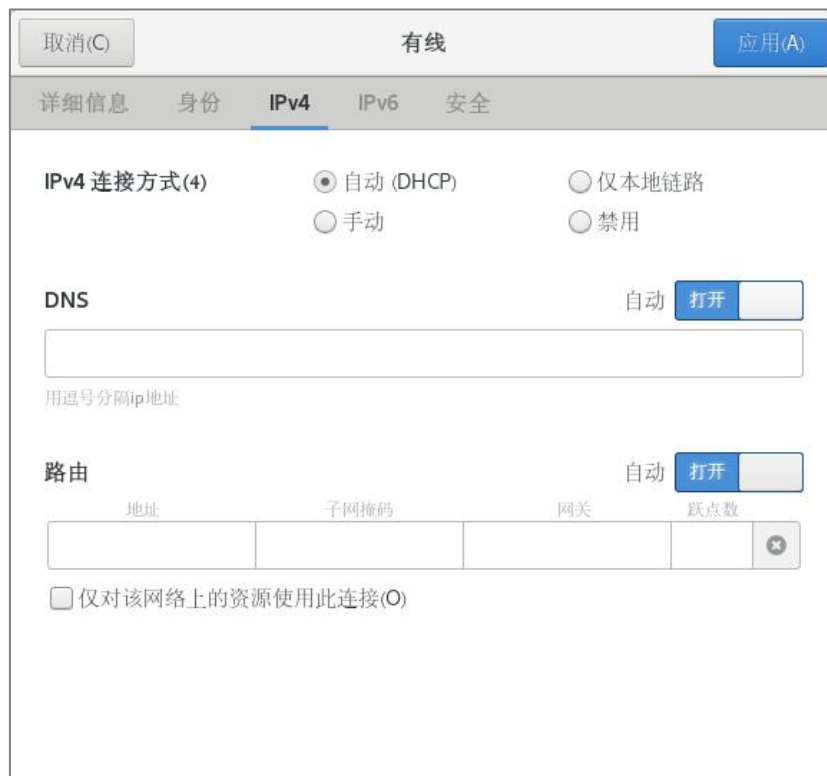 取消(C) 有线 应用(A)
详细信息 身份 IPv4 IPv6 安全
IPv4 连接方式(4) 自动 (DHCP) 仅本地链路
手动 禁用
DNS 自动 打开
用逗号分隔ip地址
路由 自动 打开
地址 子网掩码 网关 跃点数
仅对该网络上的资源使用此连接(O)